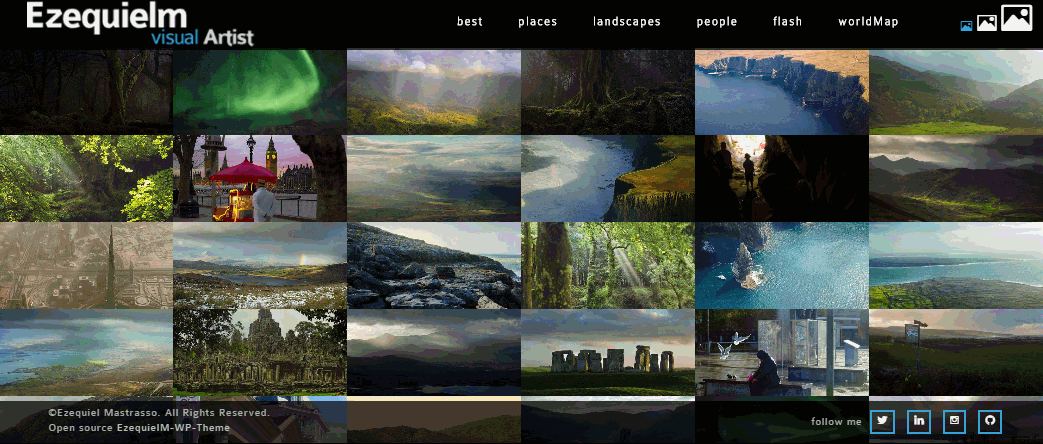 Ezequielm
visual Artist
best places landscapes people flash worldMap
©Ezequiel Mastrasso. All Rights Reserved.
Open source EzequielM-WP-Theme
follow me